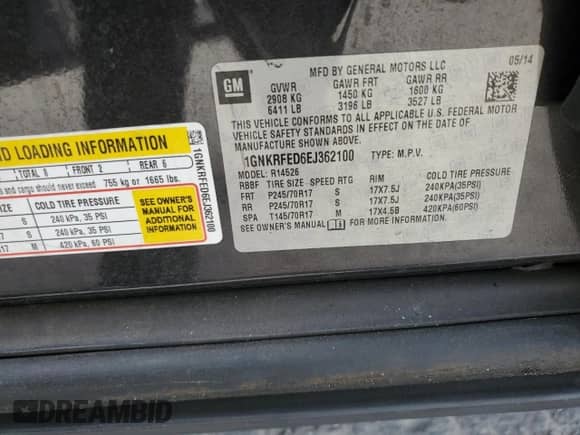 MFD BY GENERAL MOTORS LLC
05/14
GM
GVWR GAWR FRT GAWR RR
2908 KG 1450 KG 1600 KG
6411 LB 3196 LB 3527 LB
THIS VEHICLE CONFORMS TO ALL APPLICABLE U.S. FEDERAL MOTOR
VEHICLE SAFETY STANDARDS IN EFFECT ON THE DATE OF
MANUFACTURE SHOWN ABOVE.
1GNKRFED6EJ362100 TYPE: M.P.V.
MODEL: R14526
RBBF TIRE SIZE SPEED RTG RIM COLD TIRE PRESSURE
FRT P245/70R17 S 17X7.5J 240KPA(35PSI)
RR P245/70R17 S 17X7.5J 240KPA(35PSI)
SPA T145/70R17 M 17X4.5B 420KPA(60PSI)
SEE OWNER'S MANUAL FOR MORE INFORMATION.
D LOADING INFORMATION
TOTAL 8 FRONT 2 REAR 6
s and cargo should never exceed 755 kg or 1665 lbs.
SIZE COLD TIRE PRESSURE
S 240 kPa, 35 PSI
S 240 kPa, 35 PSI
R17 M 420 kPa, 60 PSI
SEE OWNER'S
MANUAL FOR
ADDITIONAL
INFORMATION
1GNKRFED6EJ362100
DREAMBID